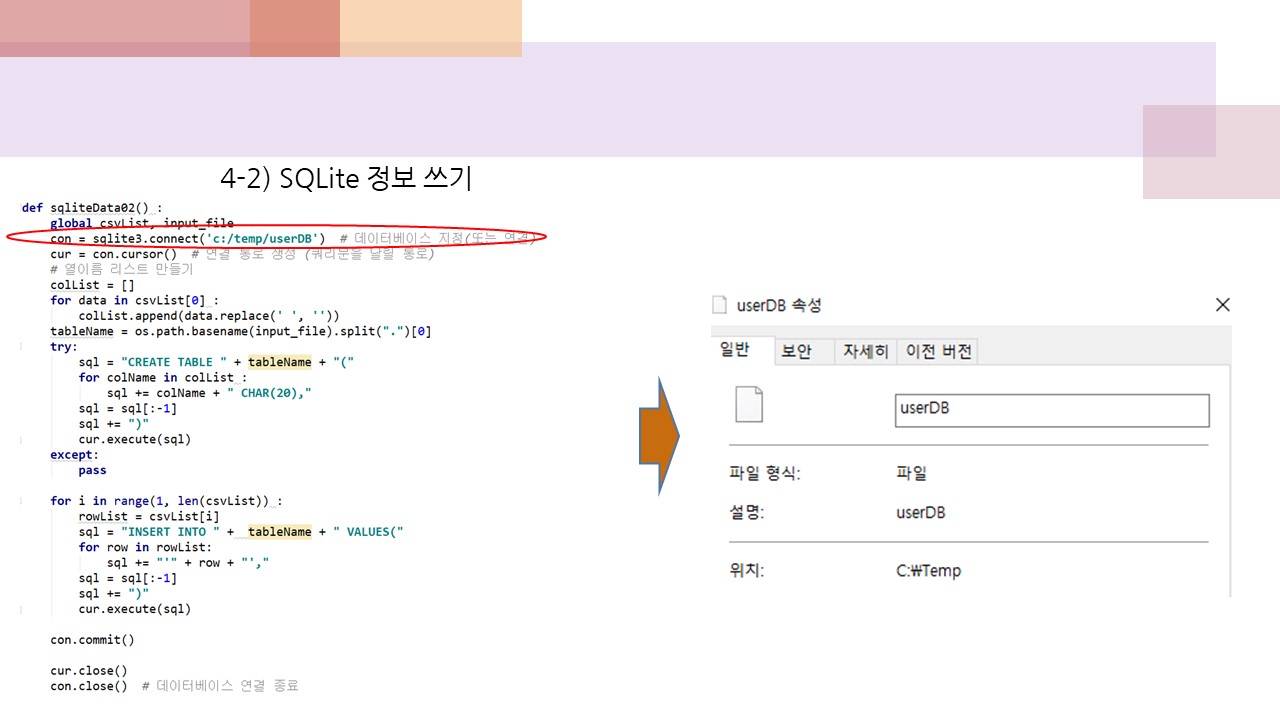 4-2) SQLite 정보 쓰기
def sqliteData02() :
    global csvList, input_file
    con = sqlite3.connect('c:/temp/userDB')  # 데이터베이스 지정(또는 연결)
    cur = con.cursor()  # 연결 통로 생성 (쿼리문을 날릴 통로)
    # 열이름 리스트 만들기
    colList = []
    for data in csvList[0] :
        colList.append(data.replace(' ', ''))
    tableName = os.path.basename(input_file).split(".")[0]
    try:
        sql = "CREATE TABLE " + tableName + "("
        for colName in colList :
            sql += colName + " CHAR(20),"
        sql = sql[:-1]
        sql += ")"
        cur.execute(sql)
    except:
        pass
    for i in range(1, len(csvList)) :
        rowList = csvList[i]
        sql = "INSERT INTO " +  tableName + " VALUES("
        for row in rowList:
            sql += "'" + row + "',"
        sql = sql[:-1]
        sql += ")"
        cur.execute(sql)
    con.commit()
    cur.close()
    con.close()  # 데이터베이스 연결 종료
userDB 속성
일반 보안 자세히 이전 버전
userDB
파일 형식: 파일
설명: userDB
위치: C:₩Temp